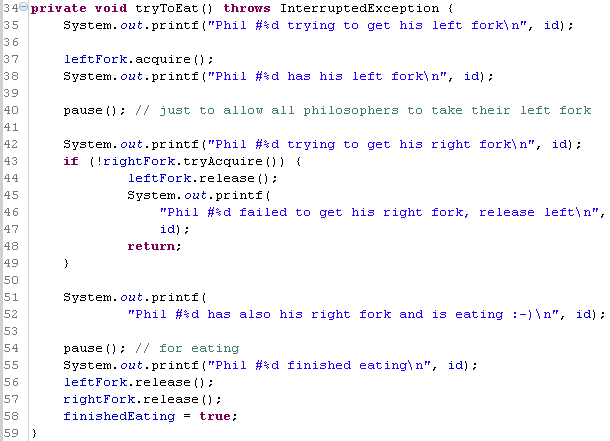 34 private void tryToEat() throws InterruptedException {
35     System.out.printf("Phil #%d trying to get his left fork\n", id);
36
37     leftFork.acquire();
38     System.out.printf("Phil #%d has his left fork\n", id);
39
40     pause(); // just to allow all philosophers to take their left fork
41
42     System.out.printf("Phil #%d trying to get his right fork\n", id);
43     if (!rightFork.tryAcquire()) {
44             leftFork.release();
45             System.out.printf(
46                 "Phil #%d failed to get his right fork, release left\n",
47                 id);
48             return;
49     }
50
51     System.out.printf(
52             "Phil #%d has also his right fork and is eating :-)\n", id);
53
54     pause(); // for eating
55     System.out.printf("Phil #%d finished eating\n", id);
56     leftFork.release();
57     rightFork.release();
58     finishedEating = true;
59 }